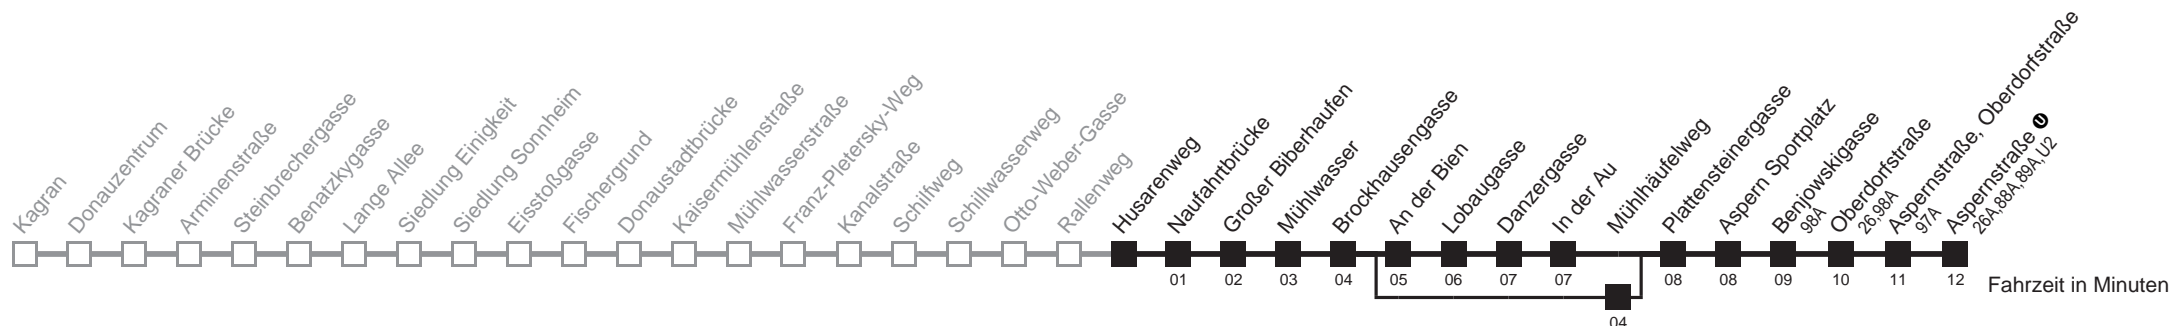 Kagran
Donauzentrum
Kagraner Brücke
Arminenstraße
Steinbrechergasse
Benatzkygasse
Lange Allee
Siedlung Einigkeit
Siedlung Sonnheim
Eisstoßgasse
Fischergrund
Donaustadtbrücke
Kaisermühlenstraße
Mühlwasserstraße
Franz-Pletersky-Weg
Kanalstraße
Schilfweg
Schillwasserweg
Otto-Weber-Gasse
Rallenweg
Husarenweg
Naufahrtbrücke
Großer Biberhaufen
Mühlwasser
Brockhausengasse
An der Bien
Lobaugasse
Danzergasse
In der Au
Mühlhäufelweg
Plattensteinergasse
Aspern Sportplatz
Benjowskigasse
98A
Oberdorfstraße
26,98A
Aspernstraße, Oberdorfstraße
97A
Aspernstraße U
26A,88A,89A,U2
01 02 03 04 05 06 07 07 08 08 09 10 11 12
Fahrzeit in Minuten
04